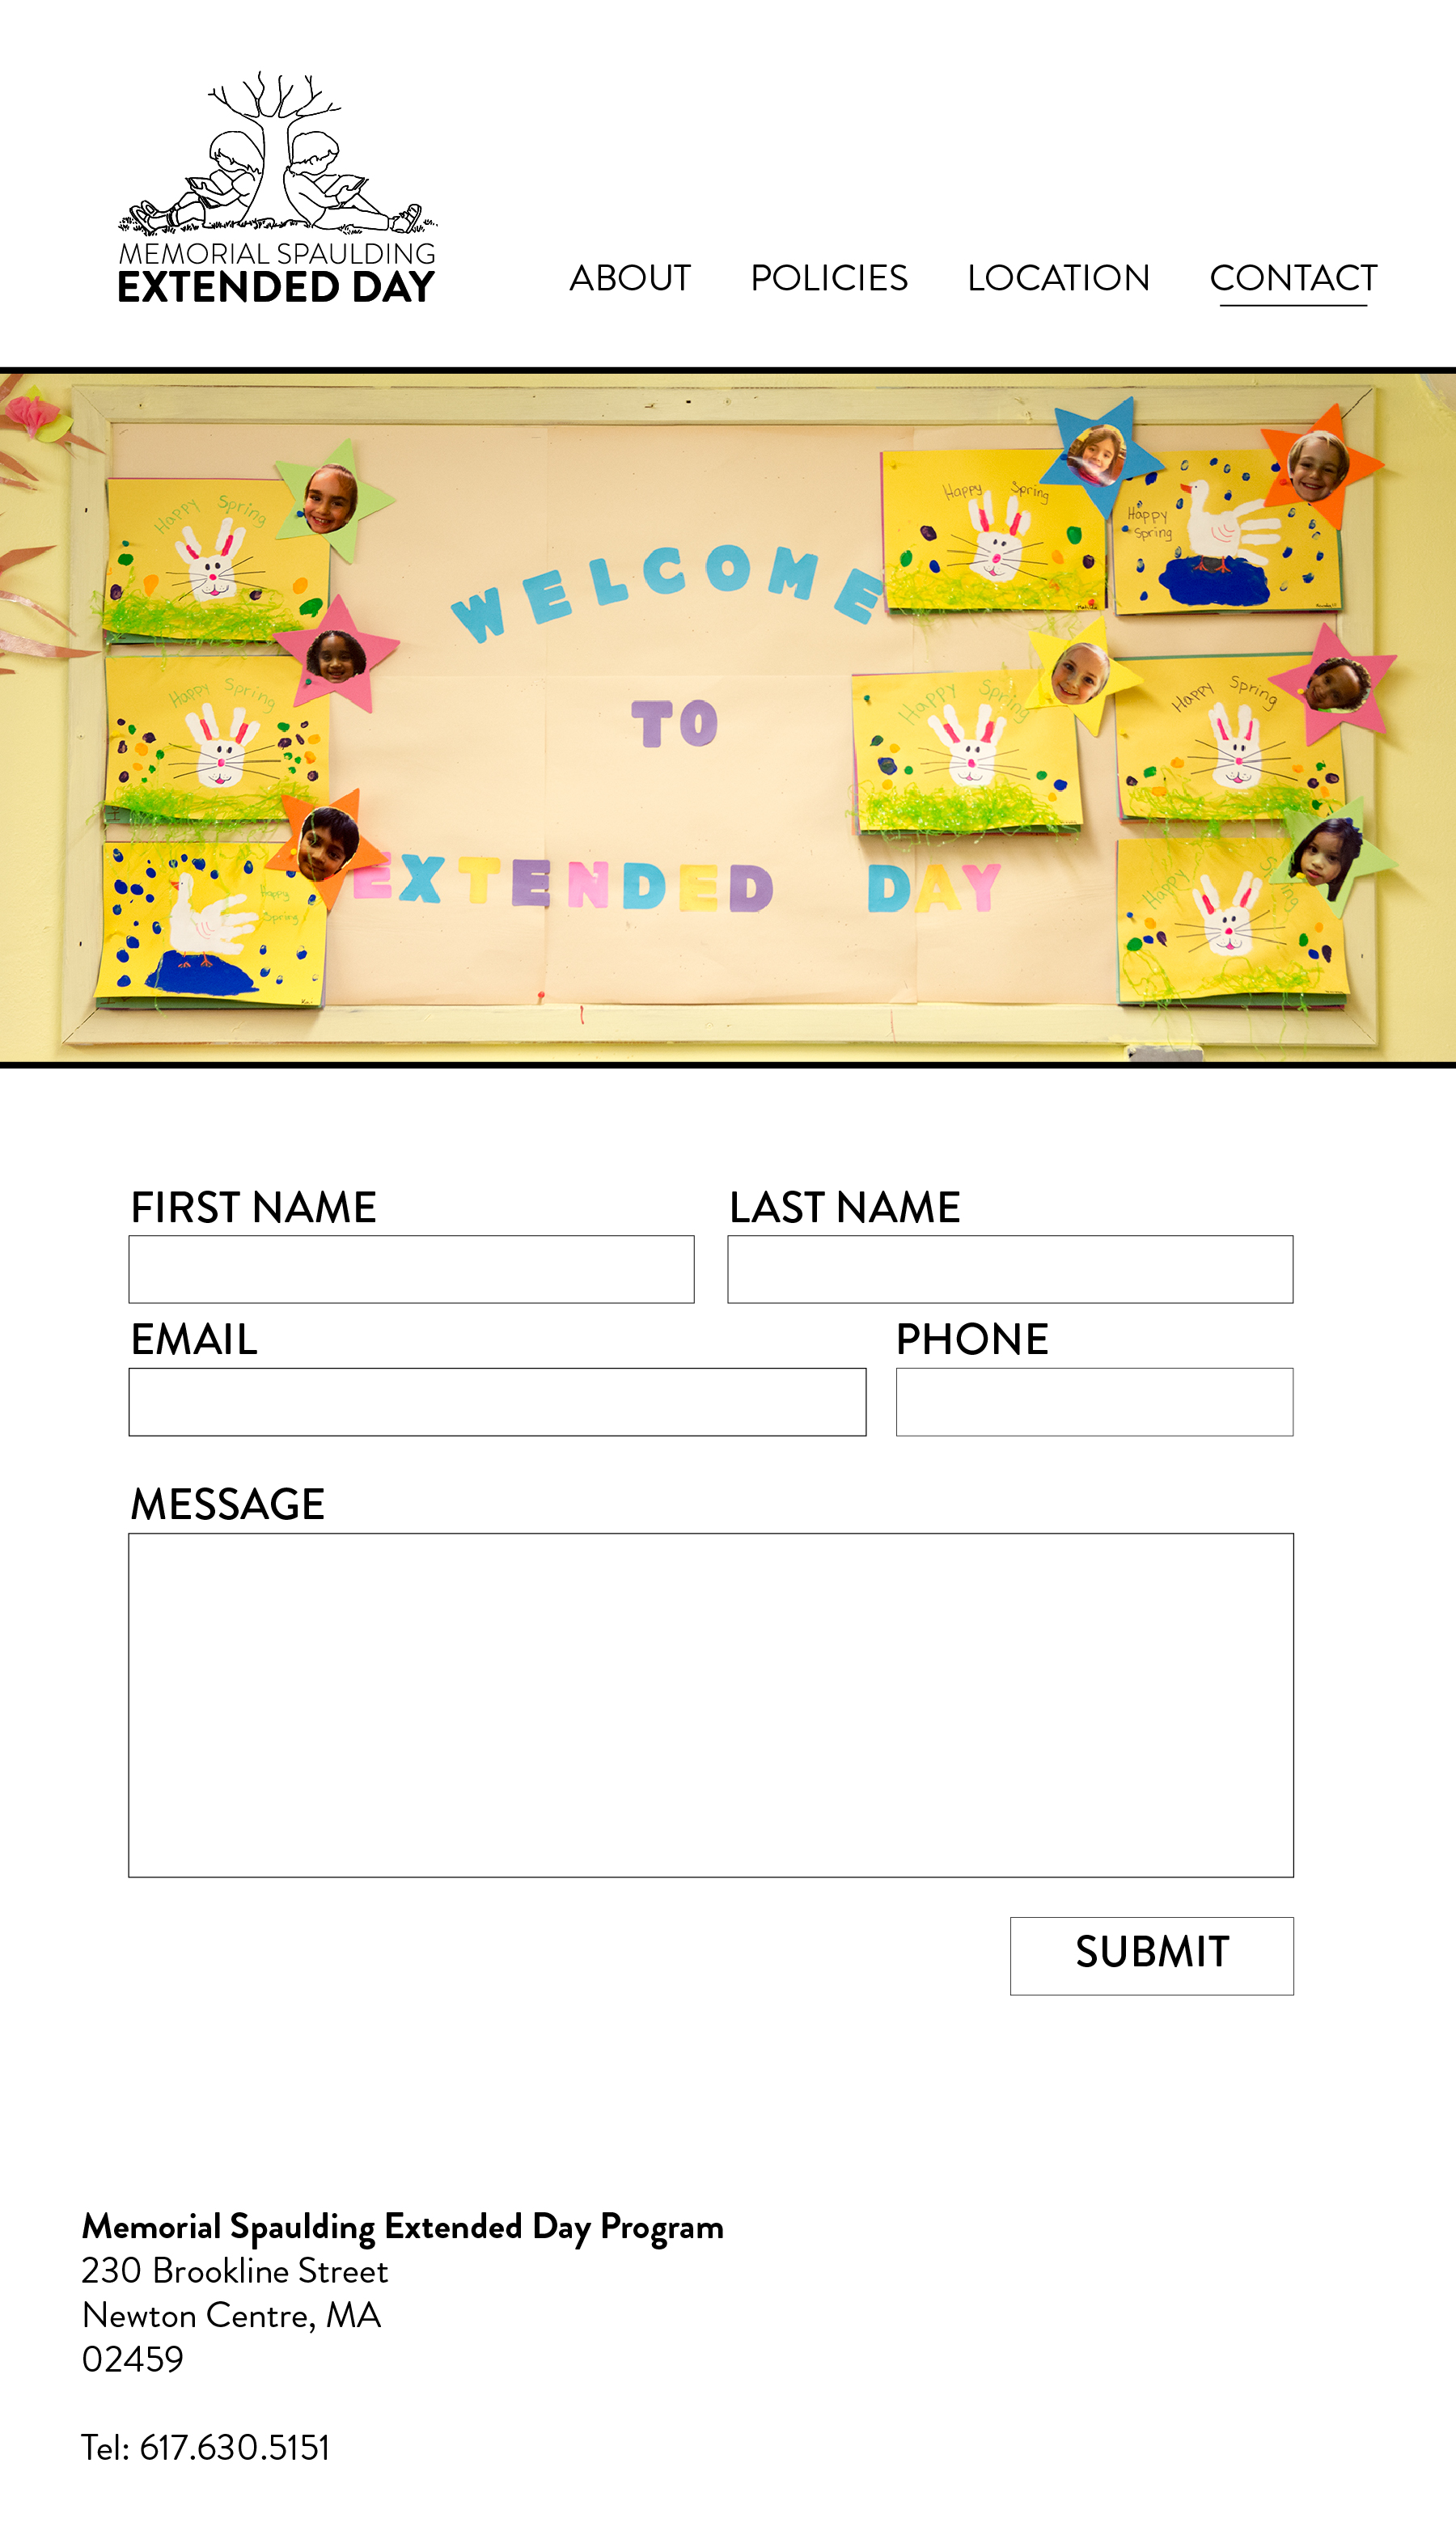 MEMORIAL SPAULDING
EXTENDED DAY
ABOUT POLICIES LOCATION CONTACT
Happy Spring
Happy Spring
Happy
Spring
WELCOME
Happy Spring
Happy Spring
Happy Spring
TO
EXTENDED DAY
Happy
Spring
Happy Spring
FIRST NAME
LAST NAME
EMAIL
PHONE
MESSAGE
SUBMIT
Memorial Spaulding Extended Day Program
230 Brookline Street
Newton Centre, MA
02459
Tel: 617.630.5151